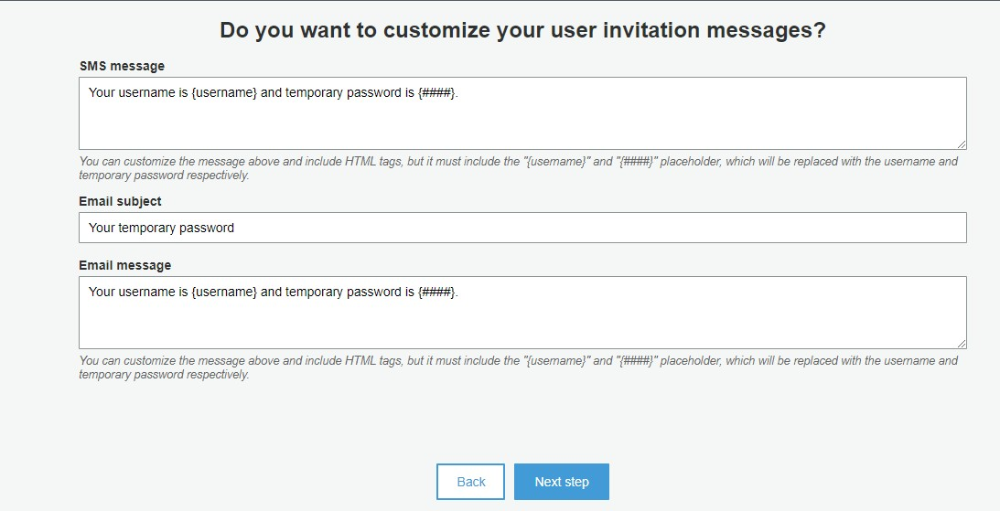 Do you want to customize your user invitation messages?
SMS message
Your username is {username} and temporary password is {####}.
You can customize the message above and include HTML tags, but it must include the "{username}" and "{####}" placeholder, which will be replaced with the username and
temporary password respectively.
Email subject
Your temporary password
Email message
Your username is {username} and temporary password is {####}.
You can customize the message above and include HTML tags, but it must include the "{username}" and "{####}" placeholder, which will be replaced with the username and
temporary password respectively.
Back
Next step